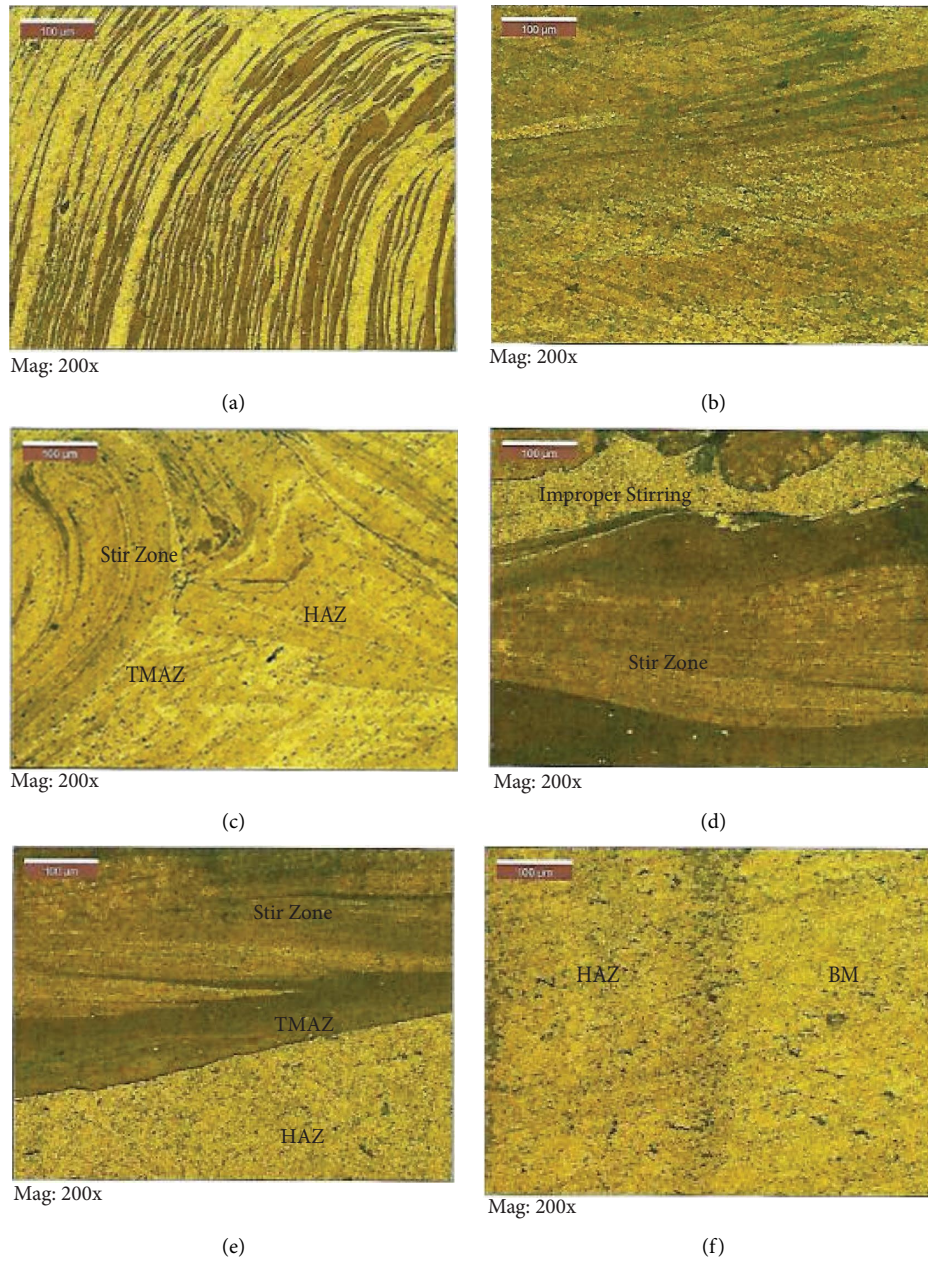 100 µm
100 µm
Mag: 200x
Mag: 200x
(a)
(b)
100 µm
100 µm
Improper Stirring
Stir Zone
HAZ
TMAZ
Stir Zone
Mag: 200x
Mag: 200x
(c)
(d)
100 µm
100 µm
Stir Zone
HAZ
BM
TMAZ
HAZ
Mag: 200x
Mag: 200x
(e)
(f)